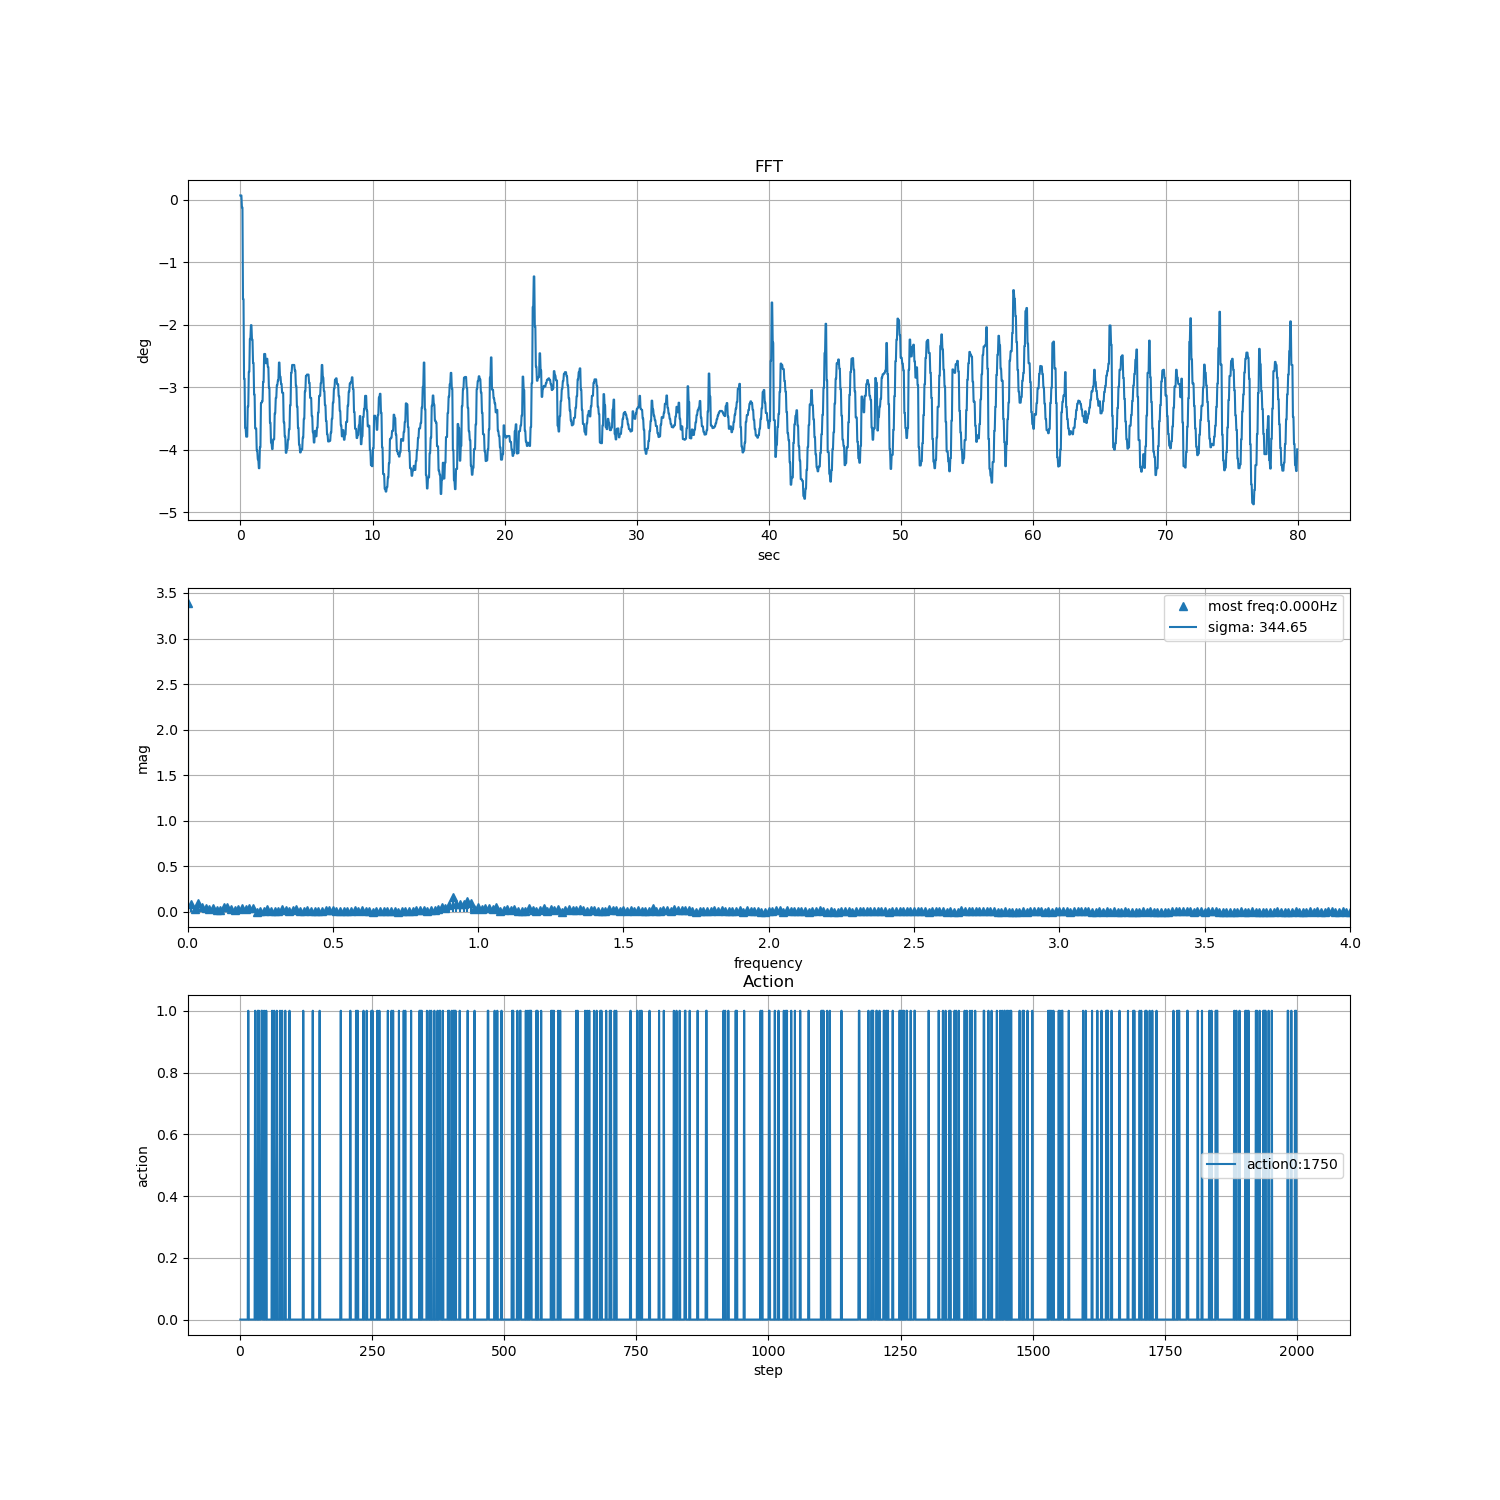 FFT
0
−1
−2
−3
−4
−5
deg
0 10 20 30 40 50 60 70 80
sec
3.5
3.0
2.5
2.0
1.5
1.0
0.5
0.0
mag
most freq:0.000Hz
sigma: 344.65
0.0 0.5 1.0 1.5 2.0 2.5 3.0 3.5 4.0
frequency
Action
1.0
0.8
0.6
0.4
0.2
0.0
action
action0:1750
0 250 500 750 1000 1250 1500 1750 2000
step